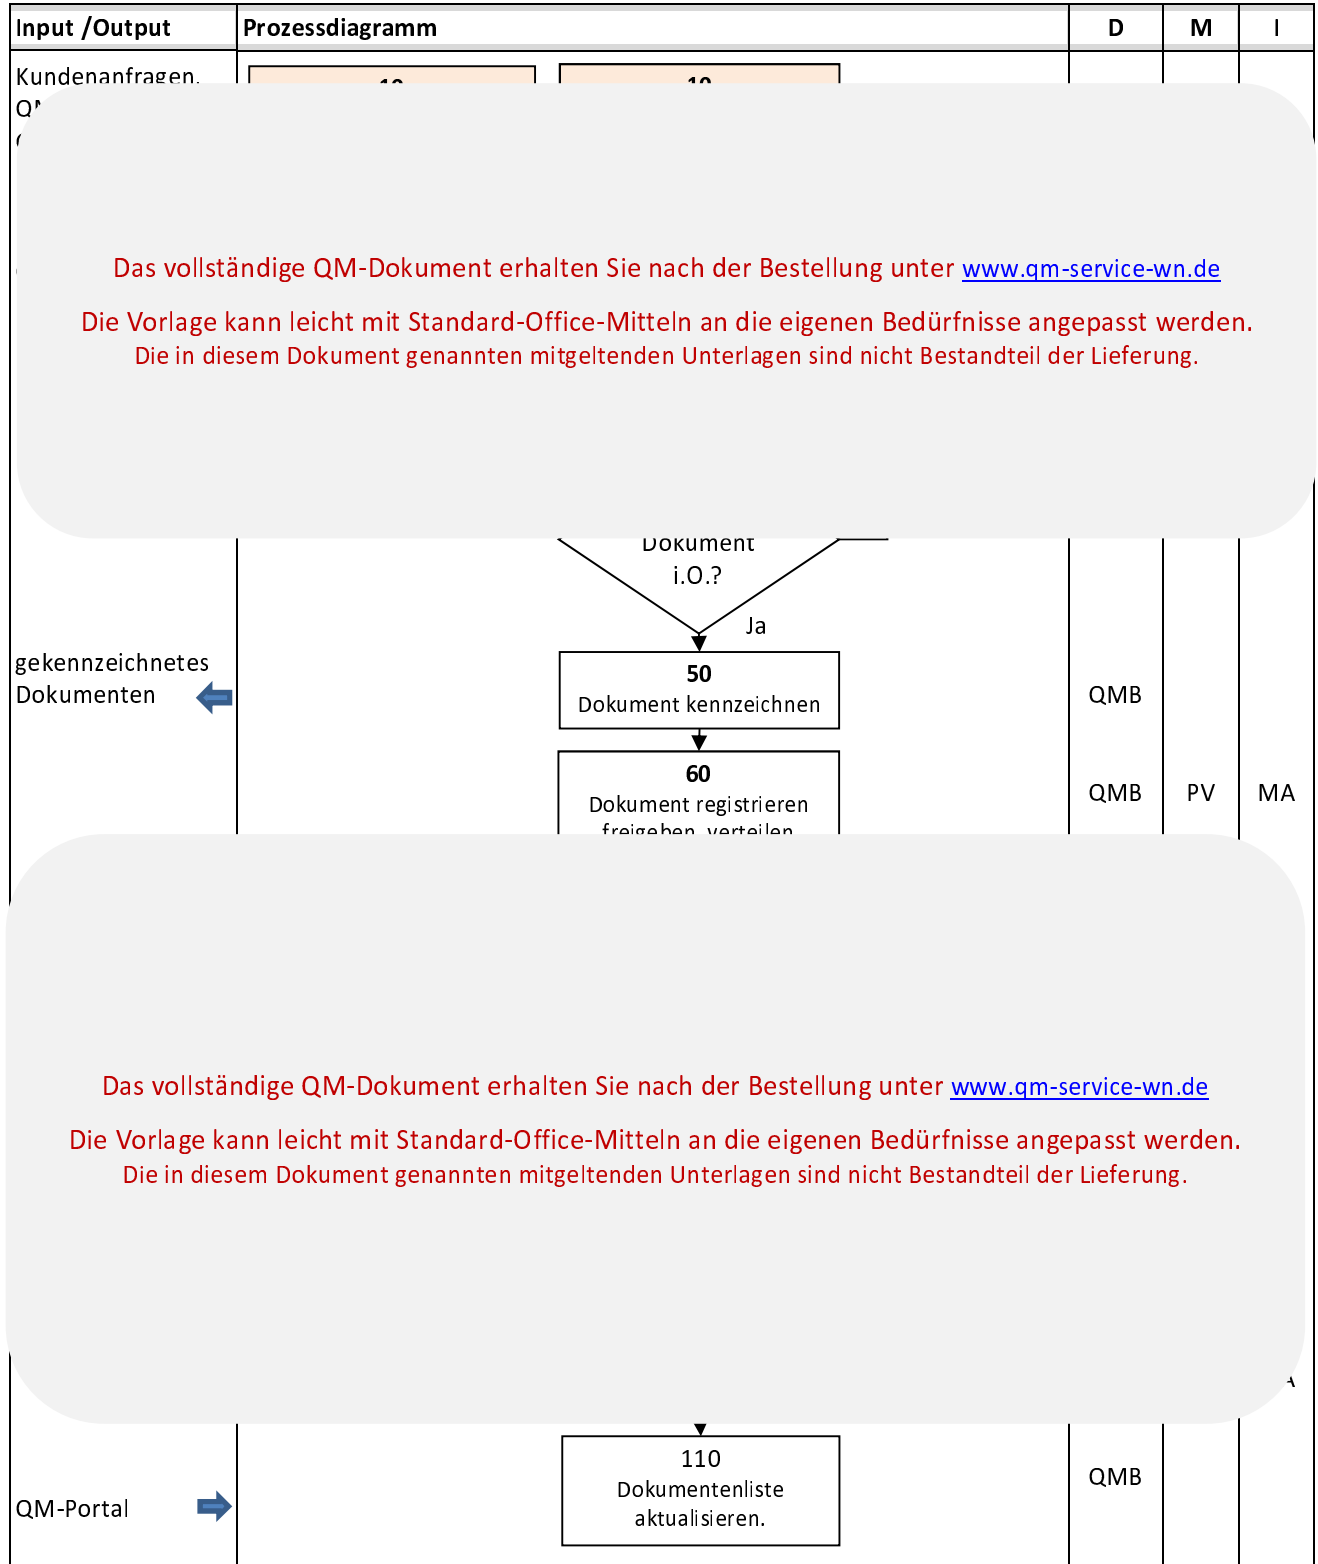 Input /Output Prozessdiagramm D M I
Kundenanfragen,
10 10
Das vollständige QM-Dokument erhalten Sie nach der Bestellung unter www.qm-service-wn.de
Die Vorlage kann leicht mit Standard-Office-Mitteln an die eigenen Bedürfnisse angepasst werden.
Die in diesem Dokument genannten mitgeltenden Unterlagen sind nicht Bestandteil der Lieferung.
Dokument
i.O.?
Ja
gekennzeichnetes
Dokumenten
50
Dokument kennzeichnen
QMB
60
Dokument registrieren
freigeben, verteilen
QMB PV MA
Das vollständige QM-Dokument erhalten Sie nach der Bestellung unter www.qm-service-wn.de
Die Vorlage kann leicht mit Standard-Office-Mitteln an die eigenen Bedürfnisse angepasst werden.
Die in diesem Dokument genannten mitgeltenden Unterlagen sind nicht Bestandteil der Lieferung.
110
Dokumentenliste
aktualisieren.
QMB
QM-Portal